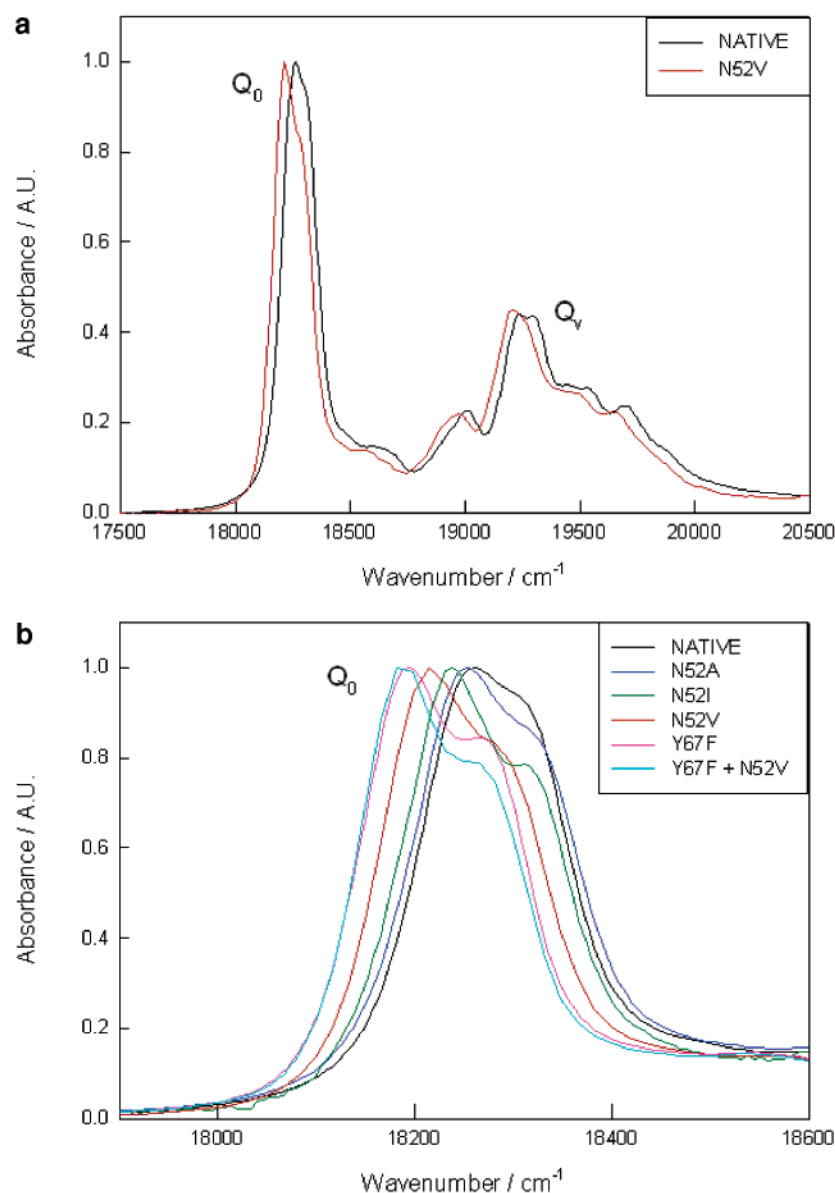 a
NATIVE
N52V
Q0
Qv
Absorbance / A.U.
1.0
0.8
0.6
0.4
0.2
0.0
17500 18000 18500 19000 19500 20000 20500
Wavenumber / cm-1
b
NATIVE
N52A
N52I
N52V
Y67F
Y67F + N52V
Q0
Absorbance / A.U.
1.0
0.8
0.6
0.4
0.2
0.0
18000 18200 18400 18600
Wavenumber / cm-1